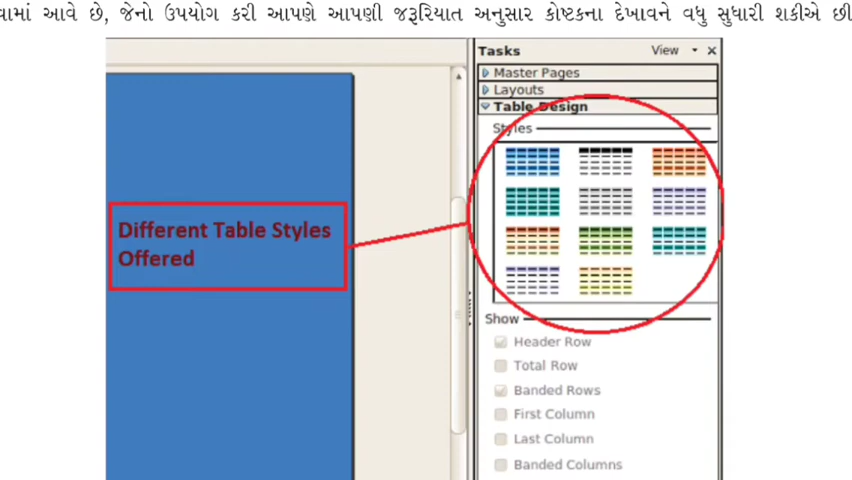 આવે છે, જેનો ઉપયોગ કરી આપણે આપણી જરૂરિયાત અનુસાર કોષ્ટકના દેખાવને વધુ સુધારી શકીએ
Tasks View
Master Pages
Layouts
Table Design
Styles
Different Table Styles
Offered
Show
Header Row
Total Row
Banded Rows
First Column
Last Column
Banded Columns